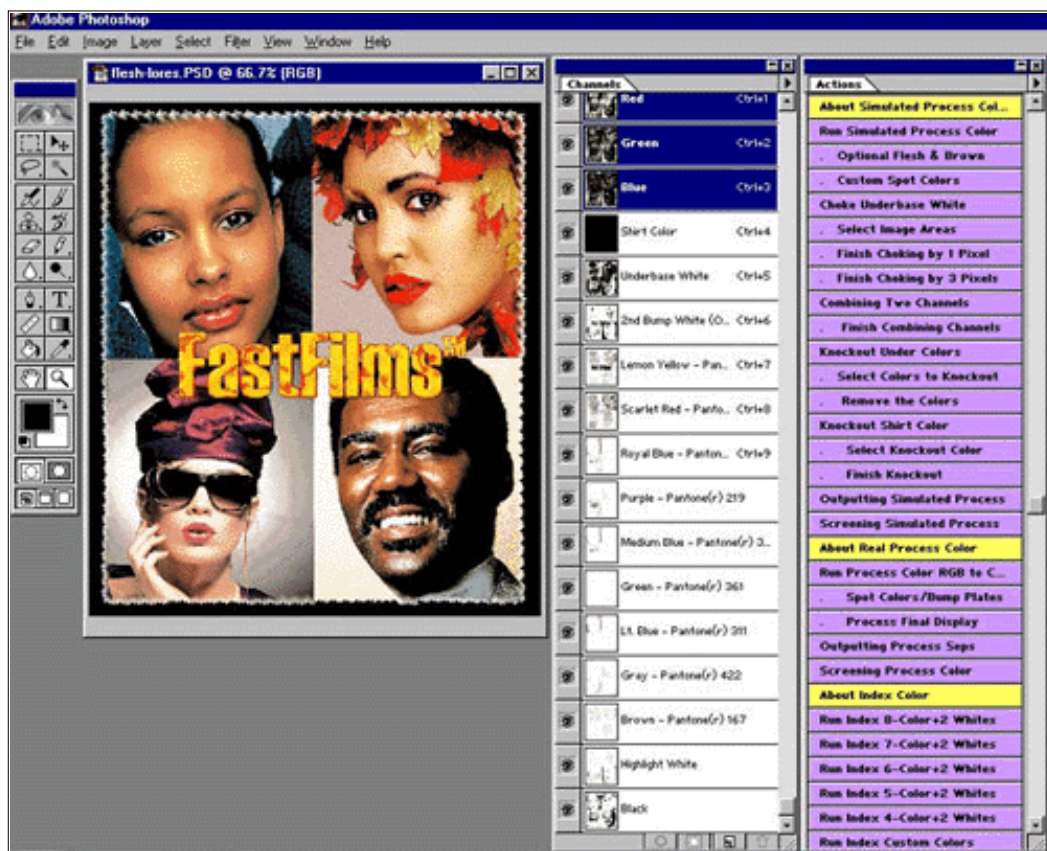 Adobe Photoshop
File Edit Image Layer Select Filter View Window Help
flesh-lores.PSD @ 66.7% (RGB)
FastFilms™
Channels
Red Ctrl+1
Green Ctrl+2
Blue Ctrl+3
Shirt Color Ctrl+4
Underbase White Ctrl+5
2nd Bump White (O... Ctrl+6
Lemon Yellow - Pan... Ctrl+7
Scarlet Red - Panto... Ctrl+8
Royal Blue - Panton... Ctrl+9
Purple - Pantone(r) 219
Medium Blue - Pantone(r) 3...
Green - Pantone(r) 361
Lt. Blue - Pantone(r) 311
Gray - Pantone(r) 422
Brown - Pantone(r) 167
Highlight White
Black
Actions
About Simulated Process Col...
Run Simulated Process Color
. Optional Flesh & Brown
. Custom Spot Colors
Choke Underbase White
. Select Image Areas
. Finish Choking by 1 Pixel
. Finish Choking by 3 Pixels
Combining Two Channels
. Finish Combining Channels
Knockout Under Colors
. Select Colors to Knockout
. Remove the Colors
Knockout Shirt Color
. Select Knockout Color
. Finish Knockout
Outputting Simulated Process
Screening Simulated Process
About Real Process Color
Run Process Color RGB to C...
. Spot Colors/Bump Plates
. Process Final Display
Outputting Process Seps
Screening Process Color
About Index Color
Run Index 8-Color+2 Whites
Run Index 7-Color+2 Whites
Run Index 6-Color+2 Whites
Run Index 5-Color+2 Whites
Run Index 4-Color+2 Whites
Run Index Custom Colors